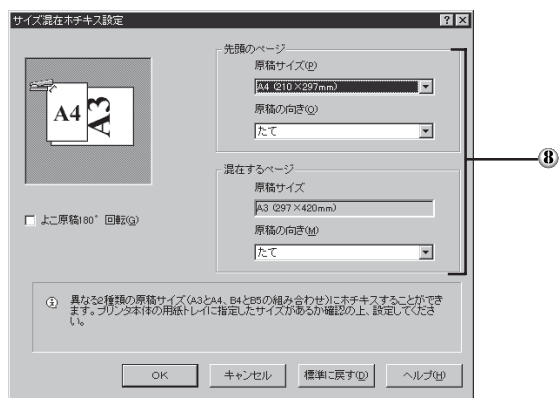 サイズ混在ホチキス設定
先頭のページ
原稿サイズ(P)
A4 (210×297mm)
原稿の向き(O)
たて
A4
A3
混在するページ
原稿サイズ
A3 (297×420mm)
原稿の向き(M)
たて
よこ原稿180°回転(G)
異なる2種類の原稿サイズ(A3とA4、B4とB5の組み合わせ)にホチキスすることができ
ます。プリンタ本体の用紙トレイに指定したサイズがあるか確認の上、設定してくださ
い。
OK
キャンセル
標準に戻す(D)
ヘルプ(H)
⑧